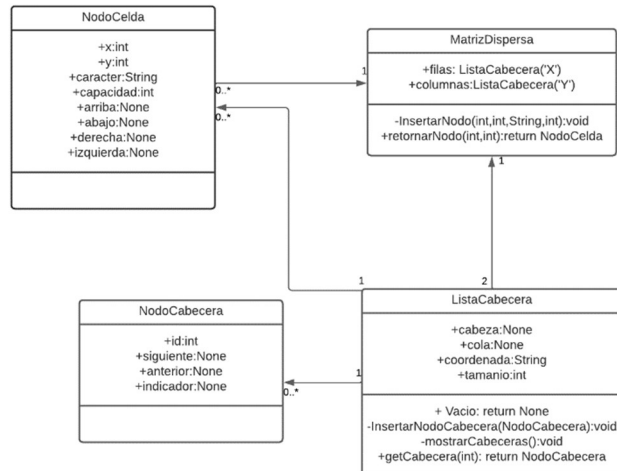 NodoCelda
+x:int
+y:int
+caracter:String
+capacidad:int
+arriba:None
+abajo:None
+derecha:None
+izquierda:None
0..*
0..*
1
MatrizDispersa
+filas: ListaCabecera('X')
+columnas:ListaCabecera('Y')
-InsertarNodo(int,int,String,int):void
+retornarNodo(int,int):return NodoCelda
1
1
2
NodoCabecera
+id:int
+siguiente:None
+anterior:None
+indicador:None
0..*
1
ListaCabecera
+cabeza:None
+cola:None
+coordenada:String
+tamanio:int
+ Vacio: return None
-InsertarNodoCabecera(NodoCabecera):void
-mostrarCabeceras():void
+getCabecera(int): return NodoCabecera